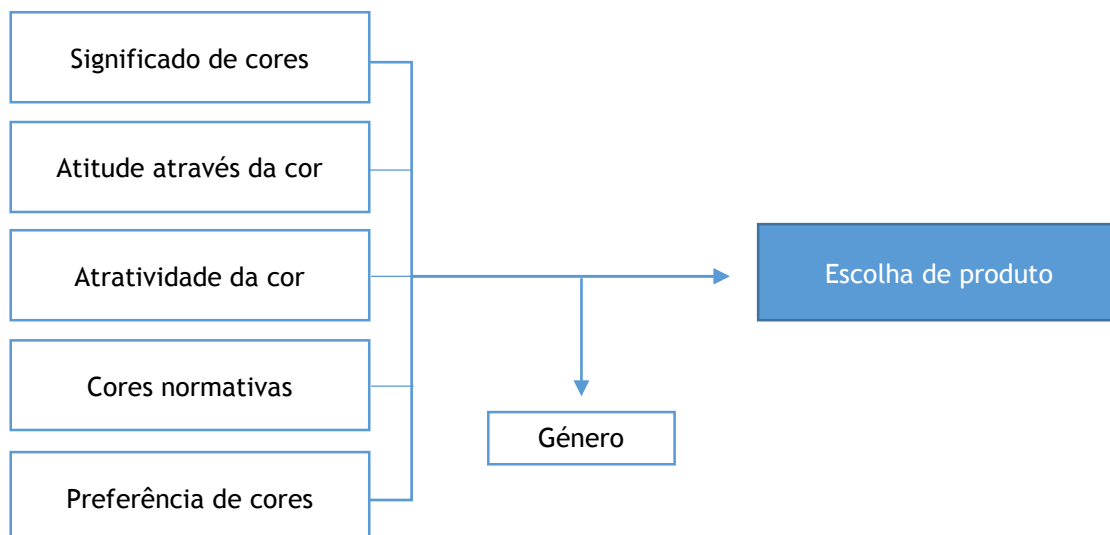 Significado de cores
Atitude através da cor
Atratividade da cor
Escolha de produto
Cores normativas
Género
Preferência de cores